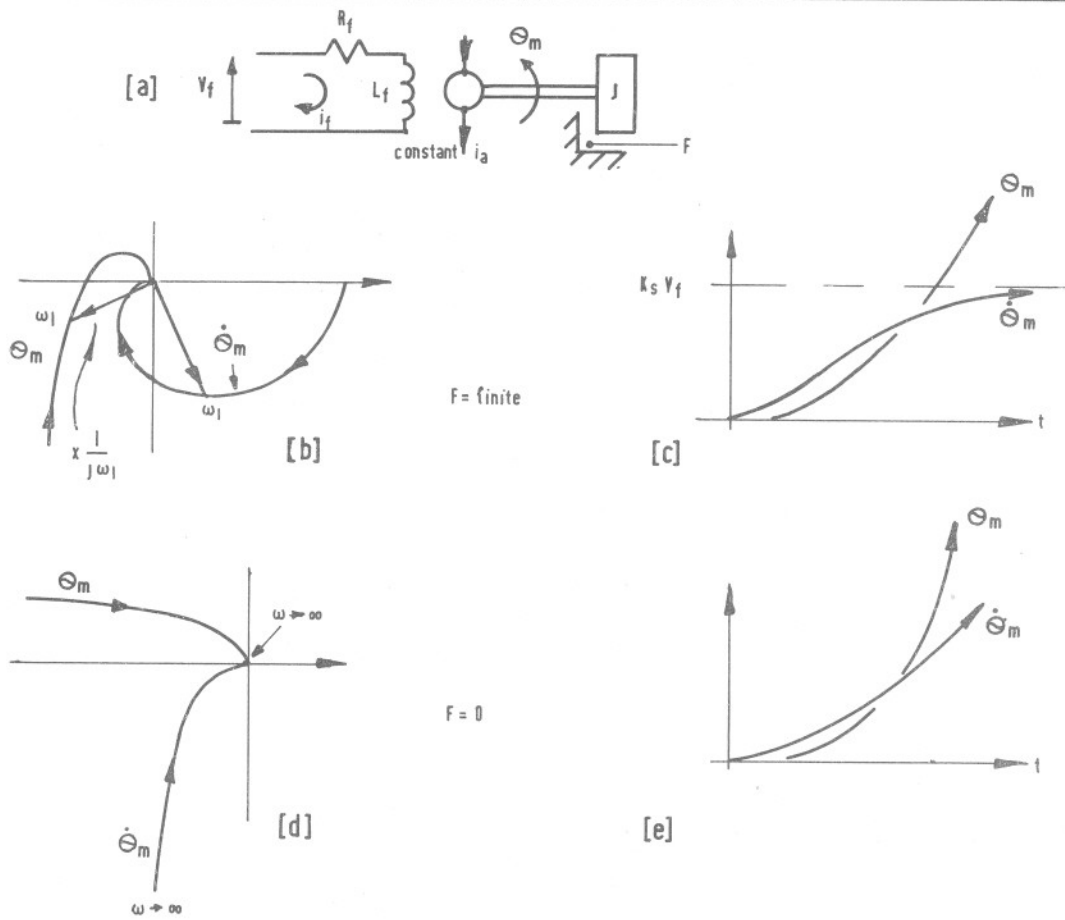 [a]
V_f
R_f
i_f
L_f
constant i_a
Θ_m
J
F
Θ_m
ω_1
× 1/jω_1
Θ̇_m
ω_1
[b]
F = finite
K_s V_f
Θ_m
Θ̇_m
t
[c]
Θ_m
ω → ∞
Θ̇_m
ω → ∞
[d]
F = 0
Θ_m
Θ̇_m
t
[e]